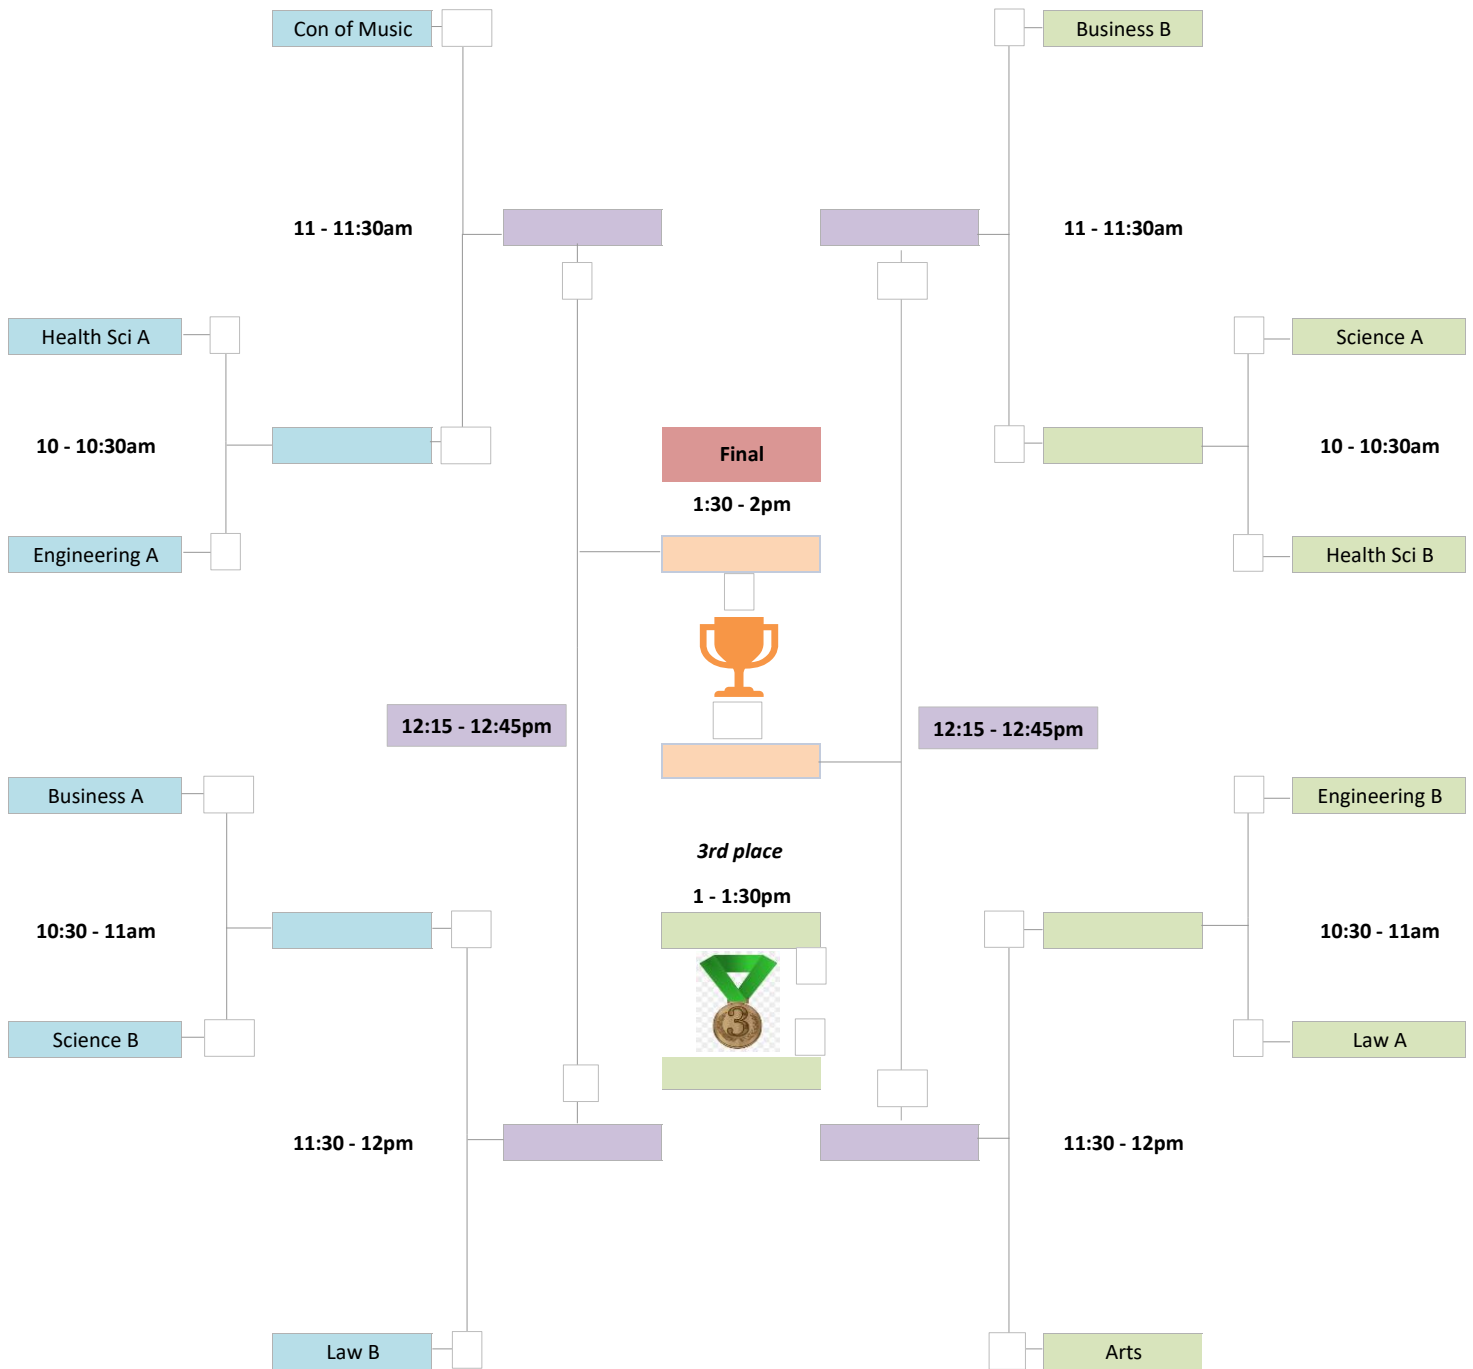 Con of Music
Business B
11 - 11:30am
11 - 11:30am
Health Sci A
Science A
10 - 10:30am
Final
10 - 10:30am
1:30 - 2pm
Engineering A
Health Sci B
12:15 - 12:45pm
12:15 - 12:45pm
Business A
Engineering B
3rd place
1 - 1:30pm
10:30 - 11am
10:30 - 11am
3
Science B
Law A
11:30 - 12pm
11:30 - 12pm
Law B
Arts